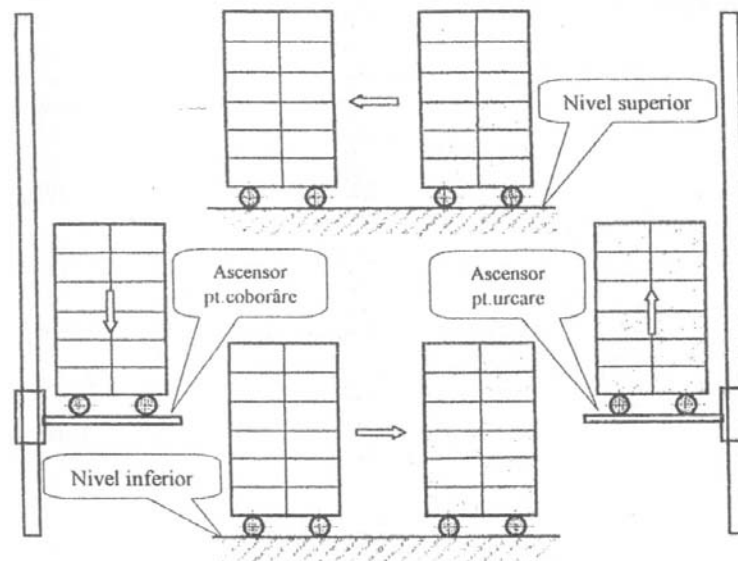 Nivel superior
Ascensor
pt.coborâre
Ascensor
pt.urcare
Nivel inferior